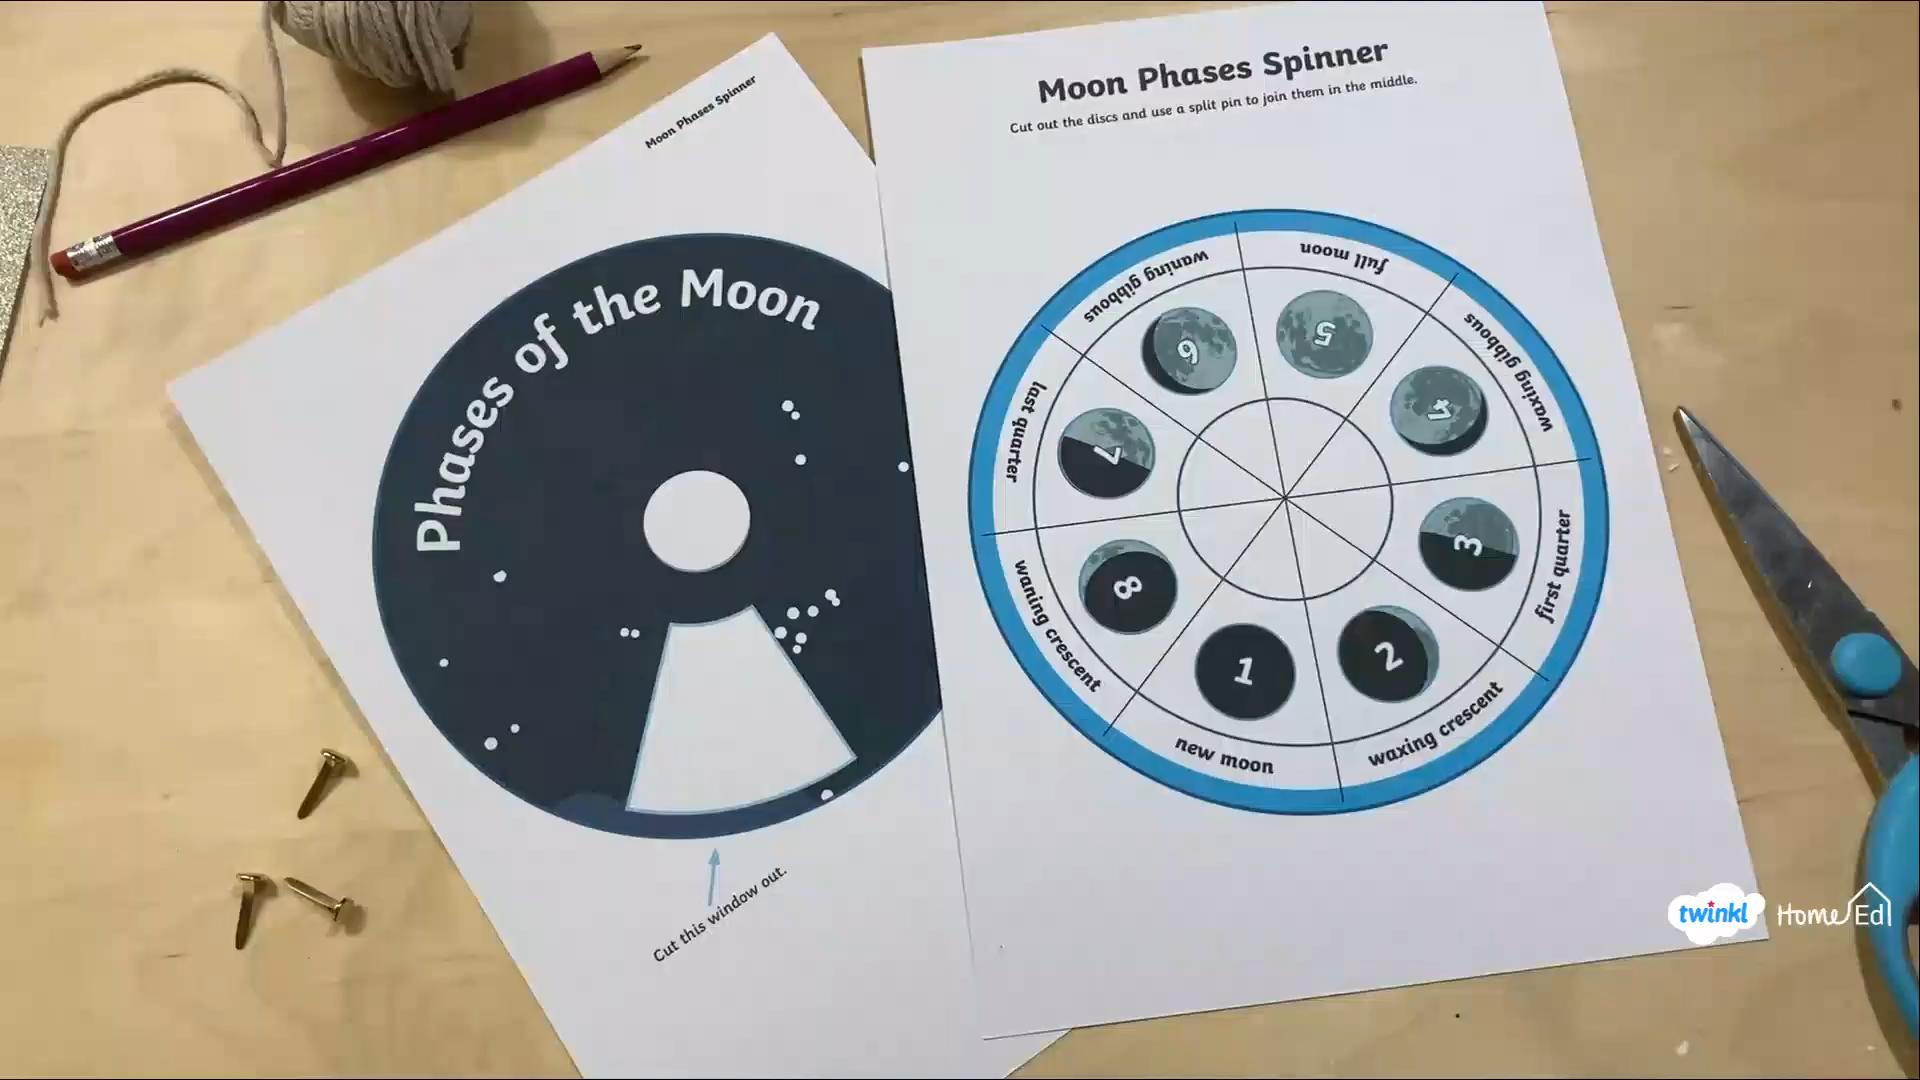 Moon Phases Spinner
Phases of the Moon
Cut this window out.
Moon Phases Spinner
Cut out the discs and use a split pin to join them in the middle.
1
new moon
2
waxing crescent
3
first quarter
4
waxing gibbous
5
full moon
6
waning gibbous
7
last quarter
8
waning crescent
twinkl Home Ed